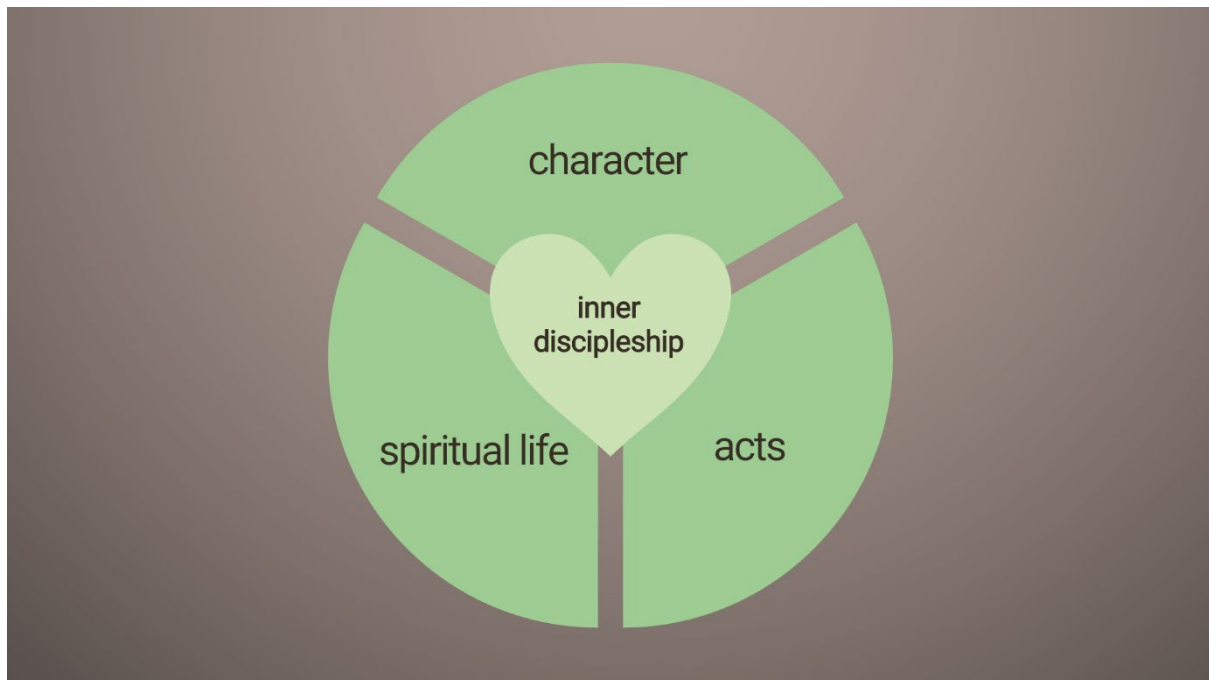 character
inner
discipleship
spiritual life
acts